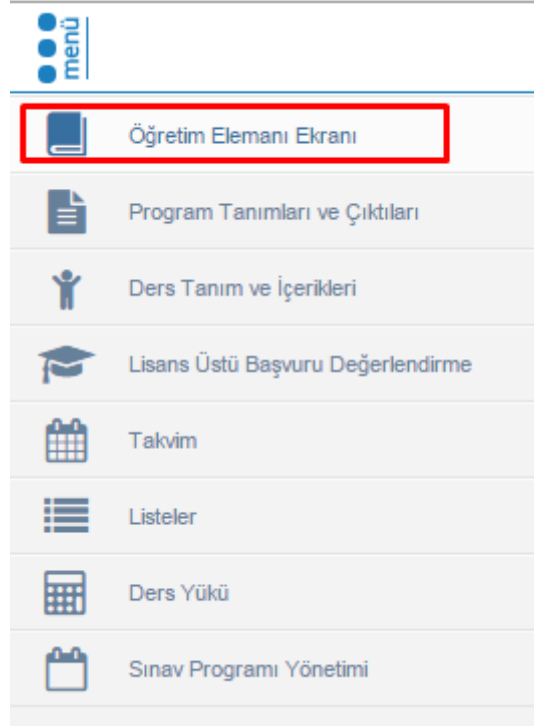 menü
Öğretim Elemanı Ekranı
Program Tanımları ve Çıktıları
Ders Tanım ve İçerikleri
Lisans Üstü Başvuru Değerlendirme
Takvim
Listeler
Ders Yükü
Sınav Programı Yönetimi